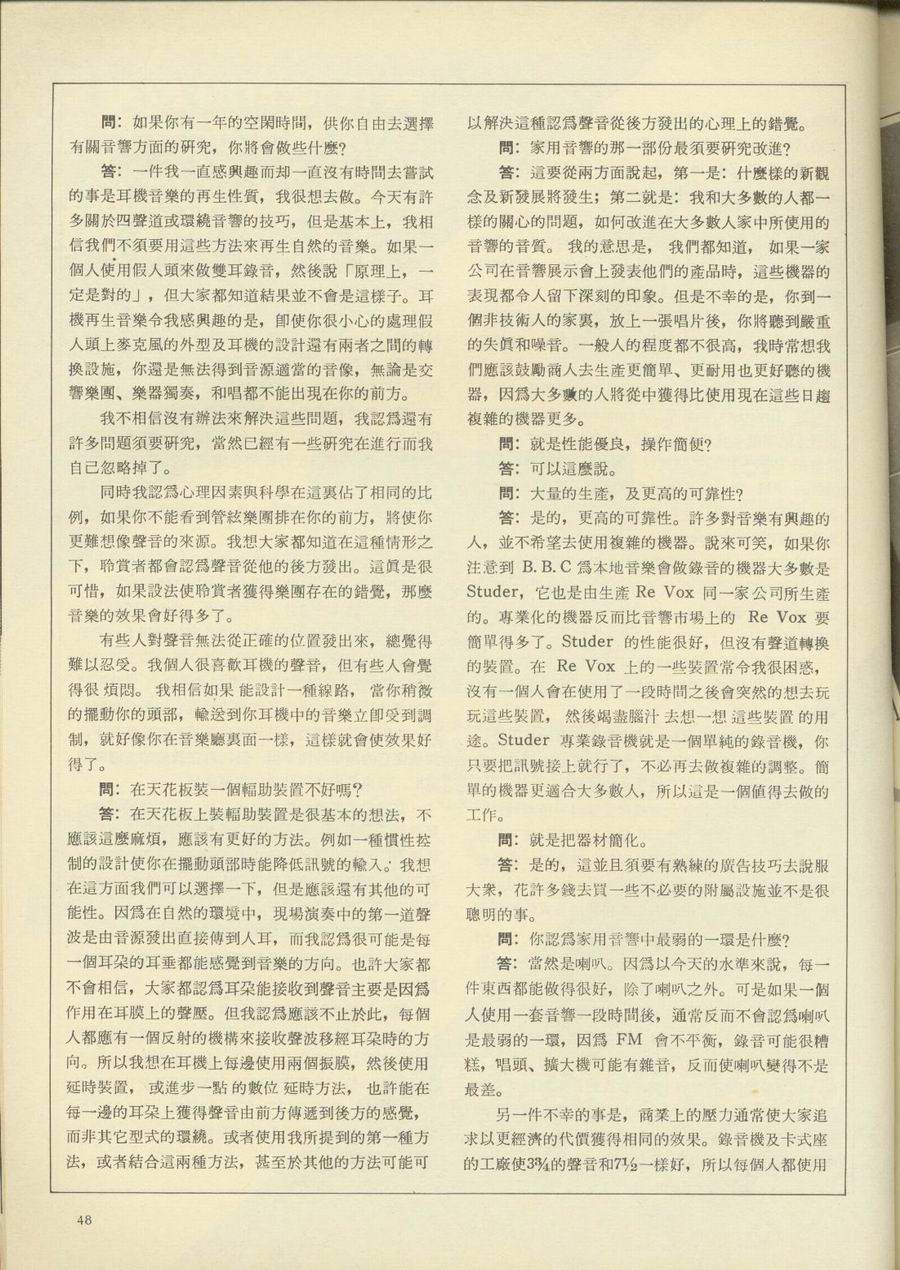 問：如果你有一年的空閑時間，供你自由去選擇
有關音響方面的研究，你將會做些什麼？
答：一件我一直感興趣而却一直沒有時間去嘗試
的事是耳機音樂的再生性質，我很想去做。今天有許
多關於四聲道或環繞音響的技巧，但是基本上，我相
信我們不須要用這些方法來再生自然的音樂。如果一
個人使用假人頭來做雙耳錄音，然後說「原理上，一
定是對的」，但大家都知道結果並不會是這樣子。耳
機再生音樂令我感興趣的是，卽使你很小心的處理假
人頭上麥克風的外型及耳機的設計還有兩者之間的轉
換設施，你還是無法得到音源適當的音像，無論是交
響樂團、樂器獨奏，和唱都不能出現在你的前方。
我不相信沒有辦法來解決這些問題，我認爲還有
許多問題須要研究，當然已經有一些研究在進行而我
自己忽略掉了。
同時我認爲心理因素與科學在這裏佔了相同的比
例，如果你不能看到管絃樂團排在你的前方，將使你
更難想像聲音的來源。我想大家都知道在這種情形之
下，聆賞者都會認爲聲音從他的後方發出。這眞是很
可惜，如果設法使聆賞者獲得樂團存在的錯覺，那麼
音樂的效果會好得多了。
有些人對聲音無法從正確的位置發出來，總覺得
難以忍受。我個人很喜歡耳機的聲音，但有些人會覺
得很煩悶。我相信如果能設計一種線路，當你稍微
的擺動你的頭部，輸送到你耳機中的音樂立卽受到調
制，就好像你在音樂廳裏面一樣，這樣就會使效果好
得了。
問：在天花板裝一個輻助裝置不好嗎？
答：在天花板上裝輻助裝置是很基本的想法，不
應該這麼麻煩，應該有更好的方法。例如一種慣性控
制的設計使你在擺動頭部時能降低訊號的輸入。我想
在這方面我們可以選擇一下，但是應該還有其他的可
能性。因爲在自然的環境中，現場演奏中的第一道聲
波是由音源發出直接傳到人耳，而我認爲很可能是每
一個耳朶的耳垂都能感覺到音樂的方向。也許大家都
不會相信，大家都認爲耳朶能接收到聲音主要是因爲
作用在耳膜上的聲壓。但我認爲應該不止於此，每個
人都應有一個反射的機構來接收聲波移經耳朶時的方
向。所以我想在耳機上每邊使用兩個振膜，然後使用
延時裝置，或進步一點的數位延時方法，也許能在
每一邊的耳朶上獲得聲音由前方傳遞到後方的感覺，
而非其它型式的環繞。或者使用我所提到的第一種方
法，或者結合這兩種方法，甚至於其他的方法可能可
以解決這種認爲聲音從後方發出的心理上的錯覺。
問：家用音響的那一部份最須要研究改進？
答：這要從兩方面說起，第一是：什麼樣的新觀
念及新發展將發生；第二就是：我和大多數的人都一
樣的關心的問題，如何改進在大多數人家中所使用的
音響的音質。我的意思是，我們都知道，如果一家
公司在音響展示會上發表他們的產品時，這些機器的
表現都令人留下深刻的印象。但是不幸的是，你到一
個非技術人的家裏，放上一張唱片後，你將聽到嚴重
的失眞和噪音。一般人的程度都不很高，我時常想我
們應該鼓勵商人去生產更簡單、更耐用也更好聽的機
器，因爲大多數的人將從中獲得比使用現在這些日趨
複雜的機器更多。
問：就是性能優良，操作簡便？
答：可以這麼說。
問：大量的生產，及更高的可靠性？
答：是的，更高的可靠性。許多對音樂有興趣的
人，並不希望去使用複雜的機器。說來可笑，如果你
注意到 B. B. C 爲本地音樂會做錄音的機器大多數是
Studer，它也是由生產 Re Vox 同一家公司所生產
的。專業化的機器反而比音響市場上的 Re Vox 要
簡單得多了。Studer 的性能很好，但沒有聲道轉換
的裝置。在 Re Vox 上的一些裝置常令我很困惑，
沒有一個人會在使用了一段時間之後會突然的想去玩
玩這些裝置，然後竭盡腦汁去想一想這些裝置的用
途。Studer 專業錄音機就是一個單純的錄音機，你
只要把訊號接上就行了，不必再去做複雜的調整。簡
單的機器更適合大多數人，所以這是一個値得去做的
工作。
問：就是把器材簡化。
答：是的，這並且須要有熟練的廣告技巧去說服
大衆，花許多錢去買一些不必要的附屬設施並不是很
聰明的事。
問：你認爲家用音響中最弱的一環是什麼？
答：當然是喇叭。因爲以今天的水準來說，每一
件東西都能做得很好，除了喇叭之外。可是如果一個
人使用一套音響一段時間後，通常反而不會認爲喇叭
是最弱的一環，因爲 FM 會不平衡，錄音可能很糟
糕，唱頭、擴大機可能有雜音，反而使喇叭變得不是
最差。
另一件不幸的事是，商業上的壓力通常使大家追
求以更經濟的代價獲得相同的效果。錄音機及卡式座
的工廠使3¾的聲音和7½一樣好，所以每個人都使用
48